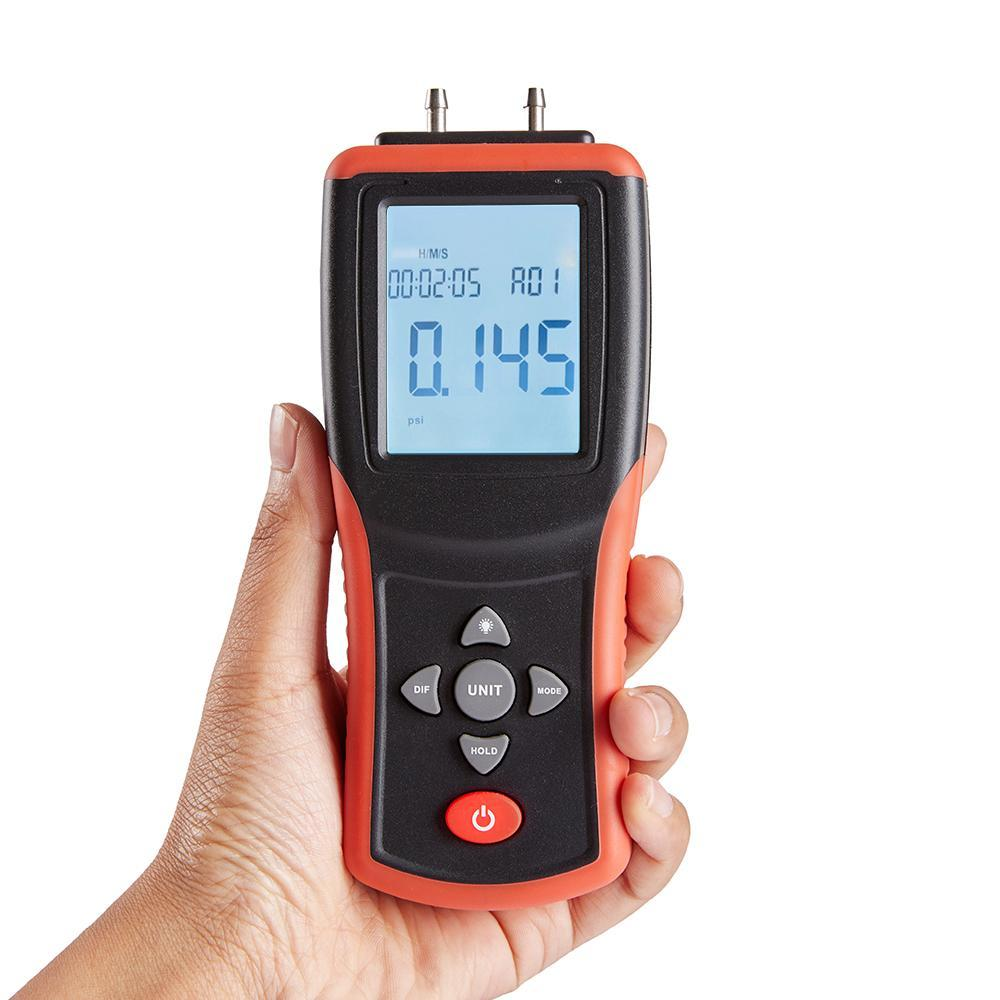 H/M/S
00:02:05 A01
0.145
psi
DIF UNIT MODE
HOLD